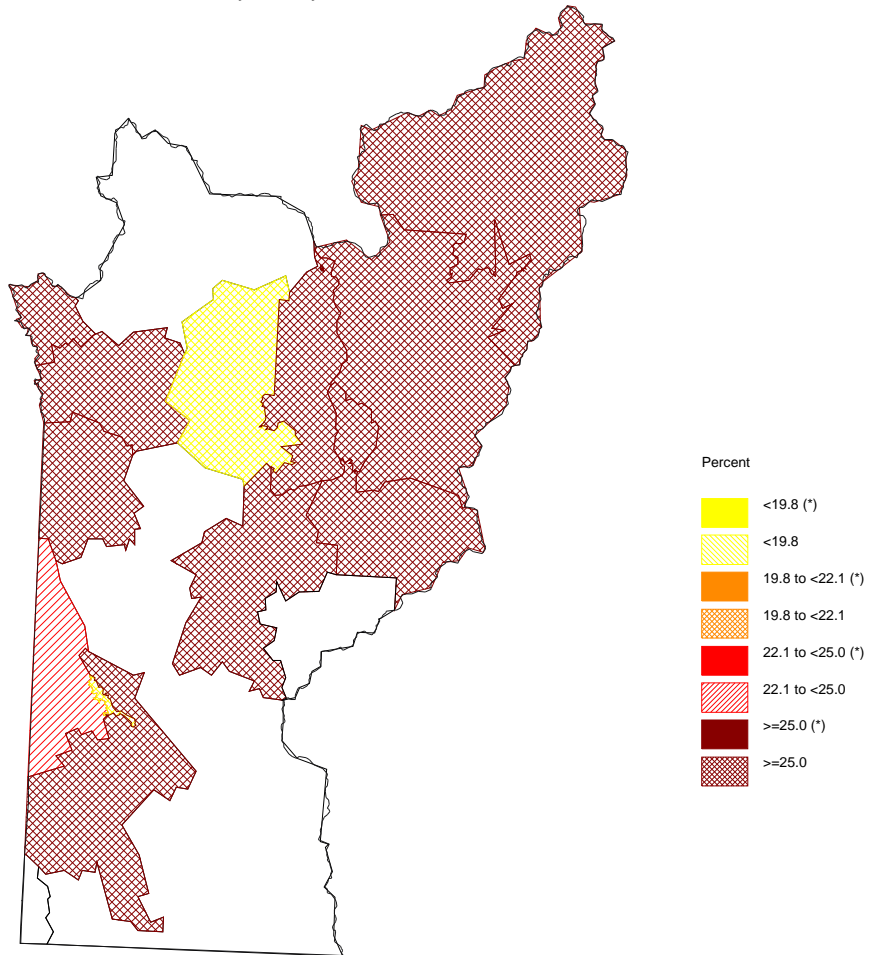 Percent
<19.8 (*)
<19.8
19.8 to <22.1 (*)
19.8 to <22.1
22.1 to <25.0 (*)
22.1 to <25.0
>=25.0 (*)
>=25.0